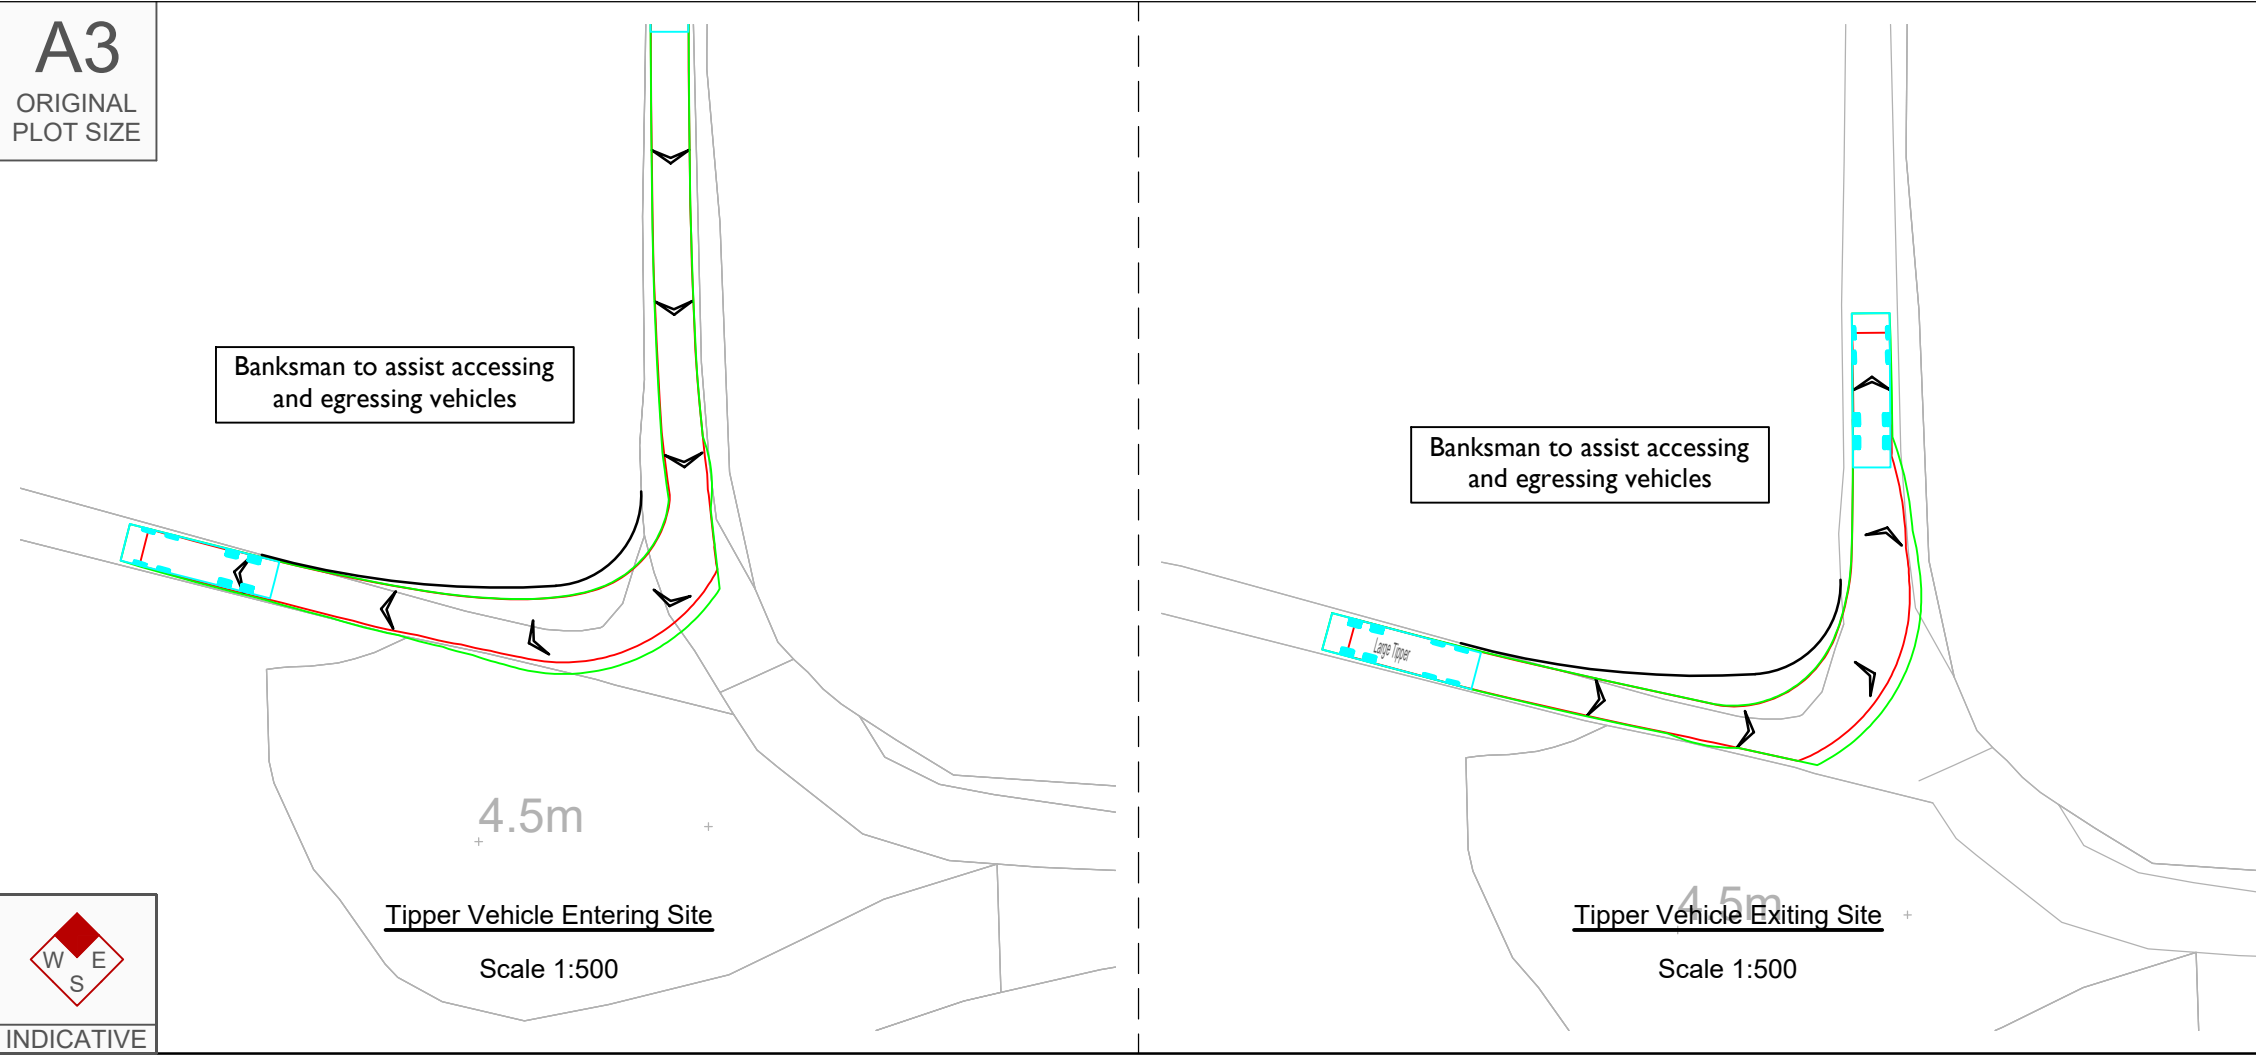 A3
ORIGINAL
PLOT SIZE
Banksman to assist accessing
and egressing vehicles
4.5m
Tipper Vehicle Entering Site
Scale 1:500
W E
S
INDICATIVE
Banksman to assist accessing
and egressing vehicles
Large Tipper
4.5m
Tipper Vehicle Exiting Site
Scale 1:500